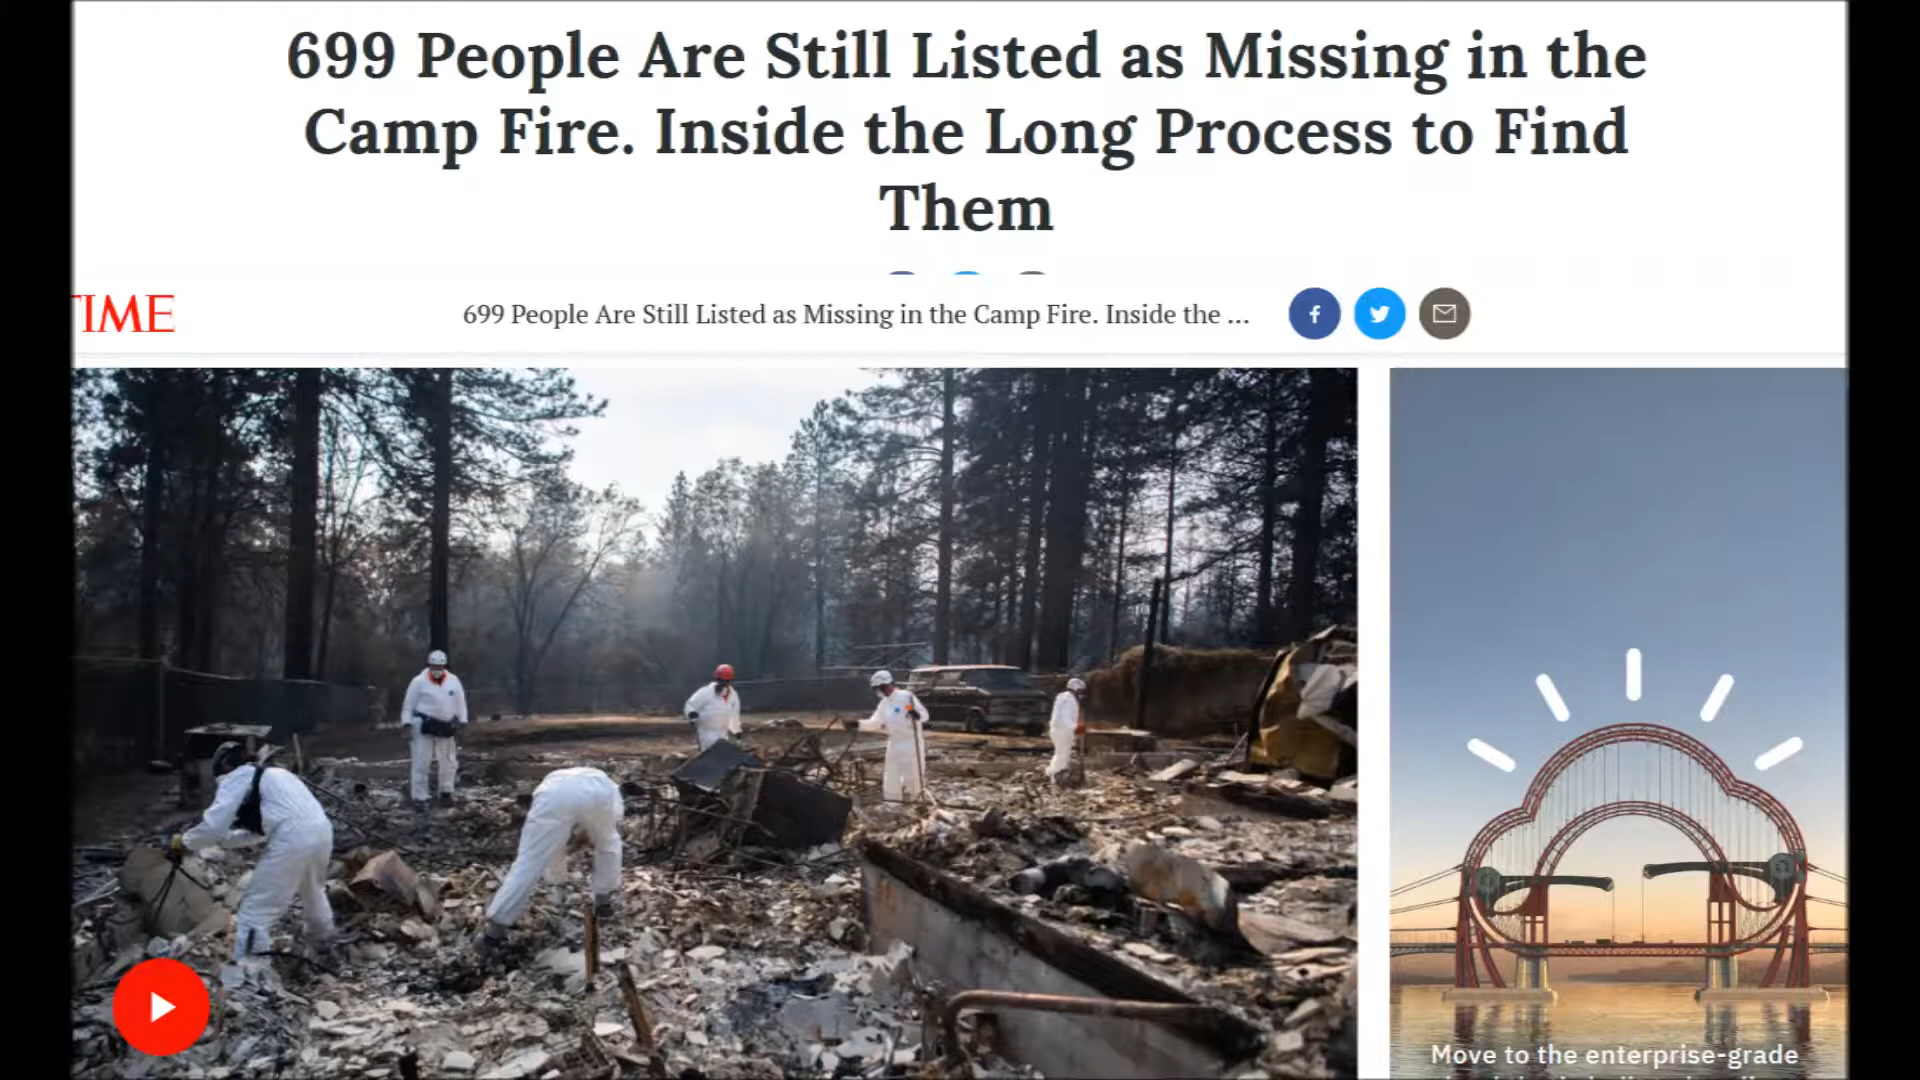 699 People Are Still Listed as Missing in the
Camp Fire. Inside the Long Process to Find
Them
TIME
699 People Are Still Listed as Missing in the Camp Fire. Inside the ...
f
Move to the enterprise-grade